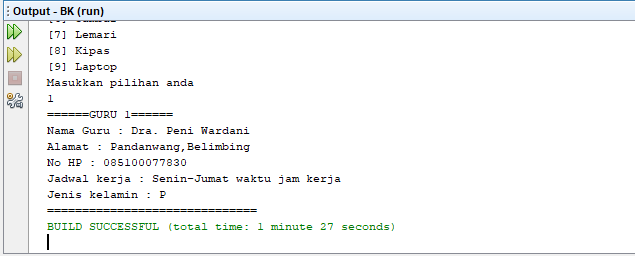 Output - BK (run)
[7] Lemari
[8] Kipas
[9] Laptop
Masukkan pilihan anda
1
======GURU 1======
Nama Guru : Dra. Peni Wardani
Alamat : Pandanwang,Belimbing
No HP : 085100077830
Jadwal kerja : Senin-Jumat waktu jam kerja
Jenis kelamin : P
==============================
BUILD SUCCESSFUL (total time: 1 minute 27 seconds)